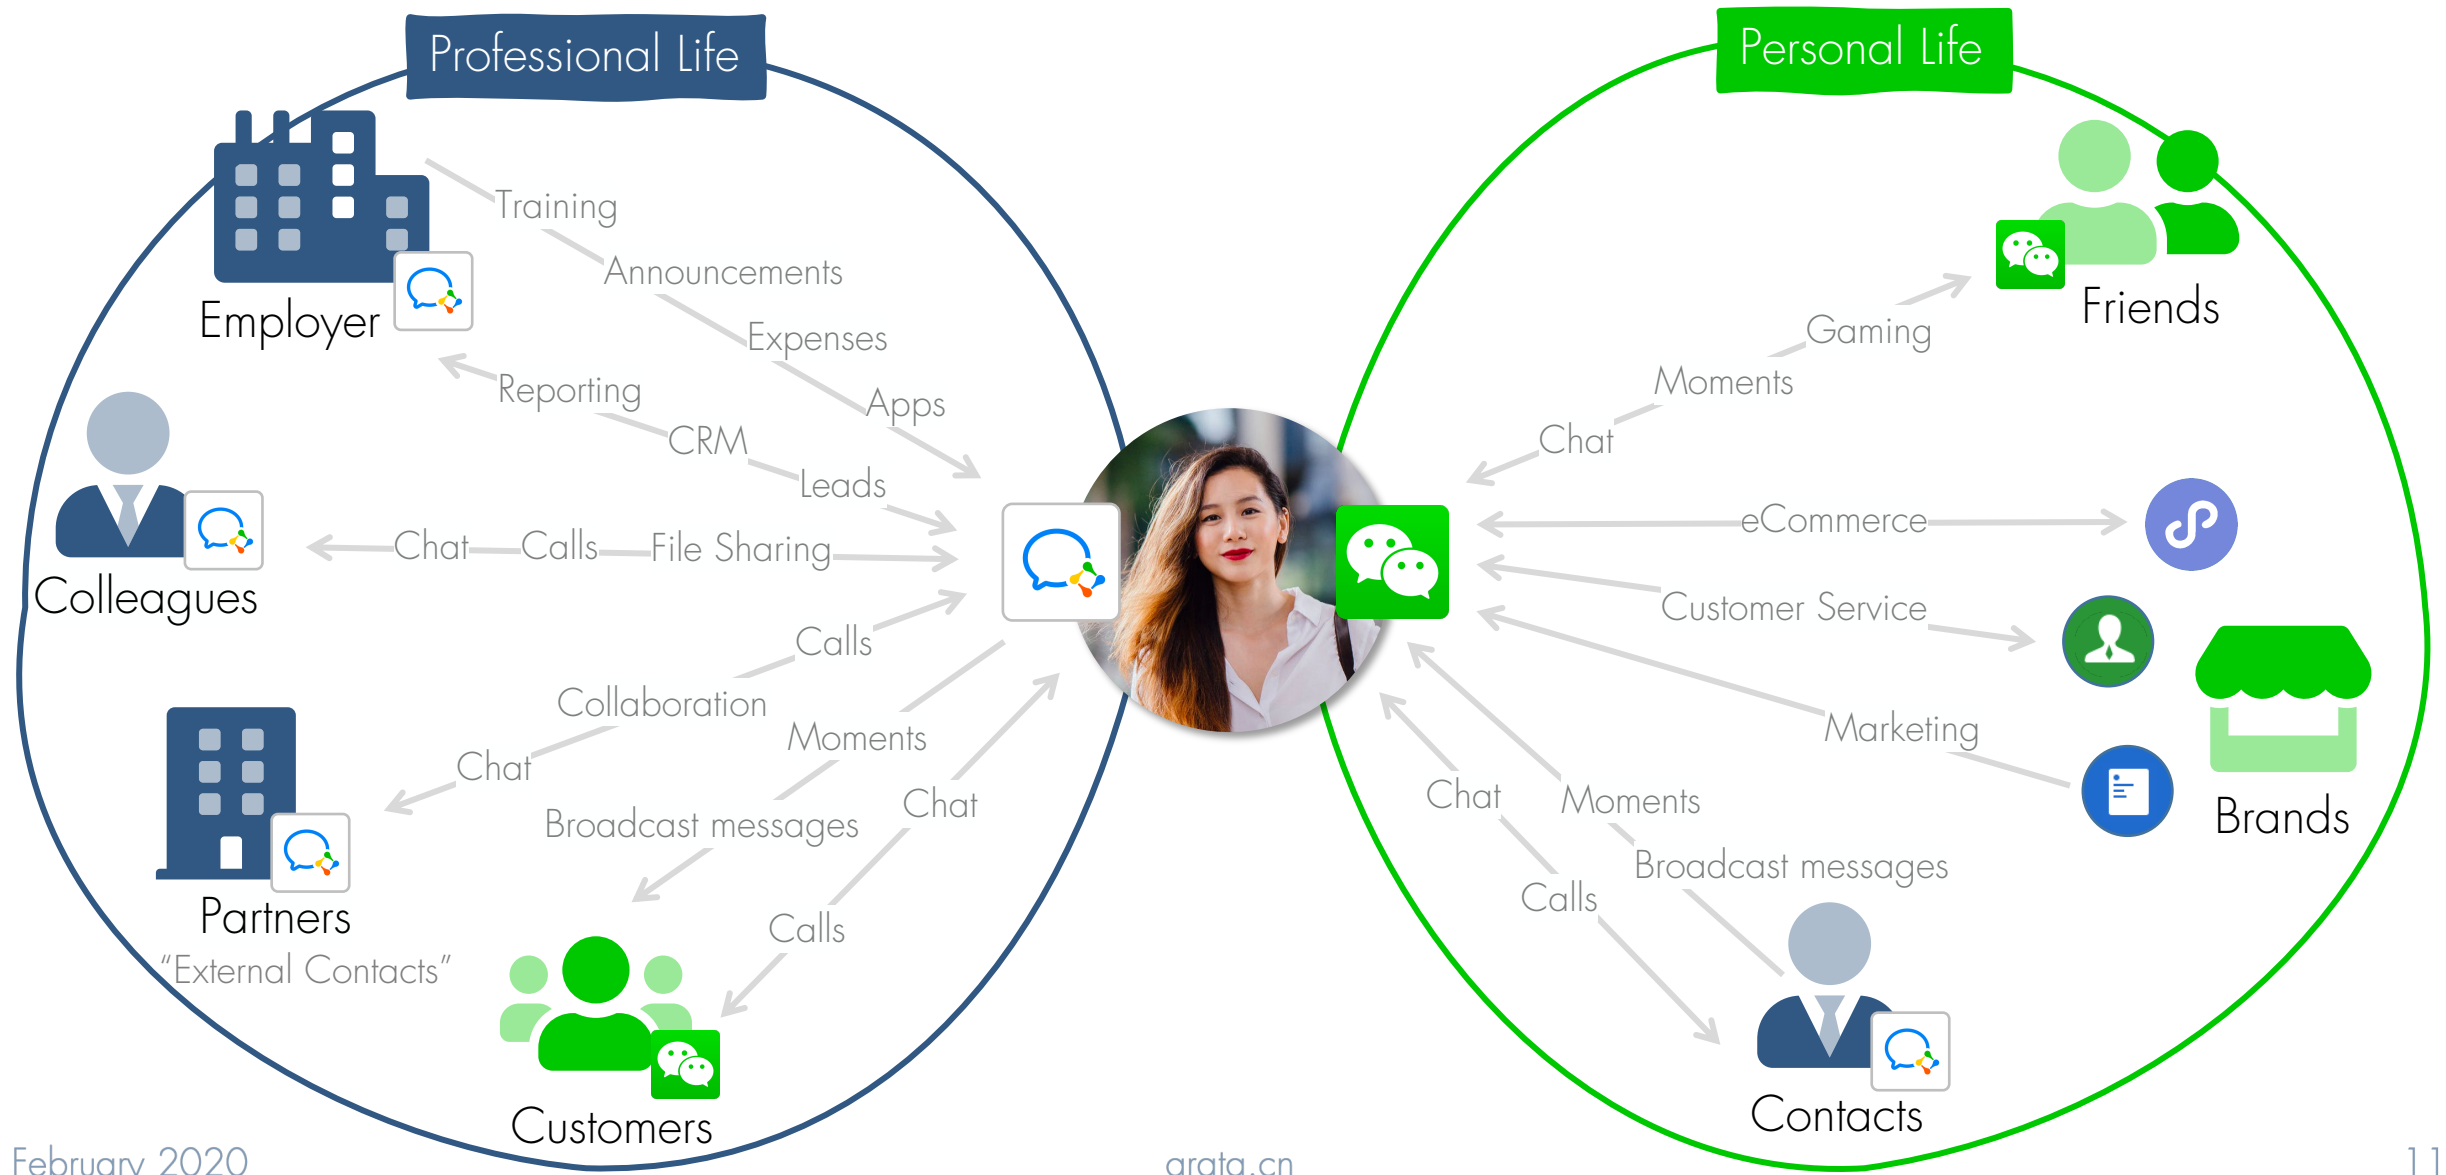 Professional Life
Personal Life
Training
Announcements
Expenses
Apps
Employer
Reporting
CRM
Leads
Chat
Calls
File Sharing
Colleagues
Calls
Collaboration
Chat
Partners
"External Contacts"
Moments
Broadcast messages
Chat
Calls
Customers
Friends
Gaming
Moments
Chat
eCommerce
Customer Service
Marketing
Brands
Chat
Moments
Broadcast messages
Calls
Contacts
February 2020
arata.cn
11